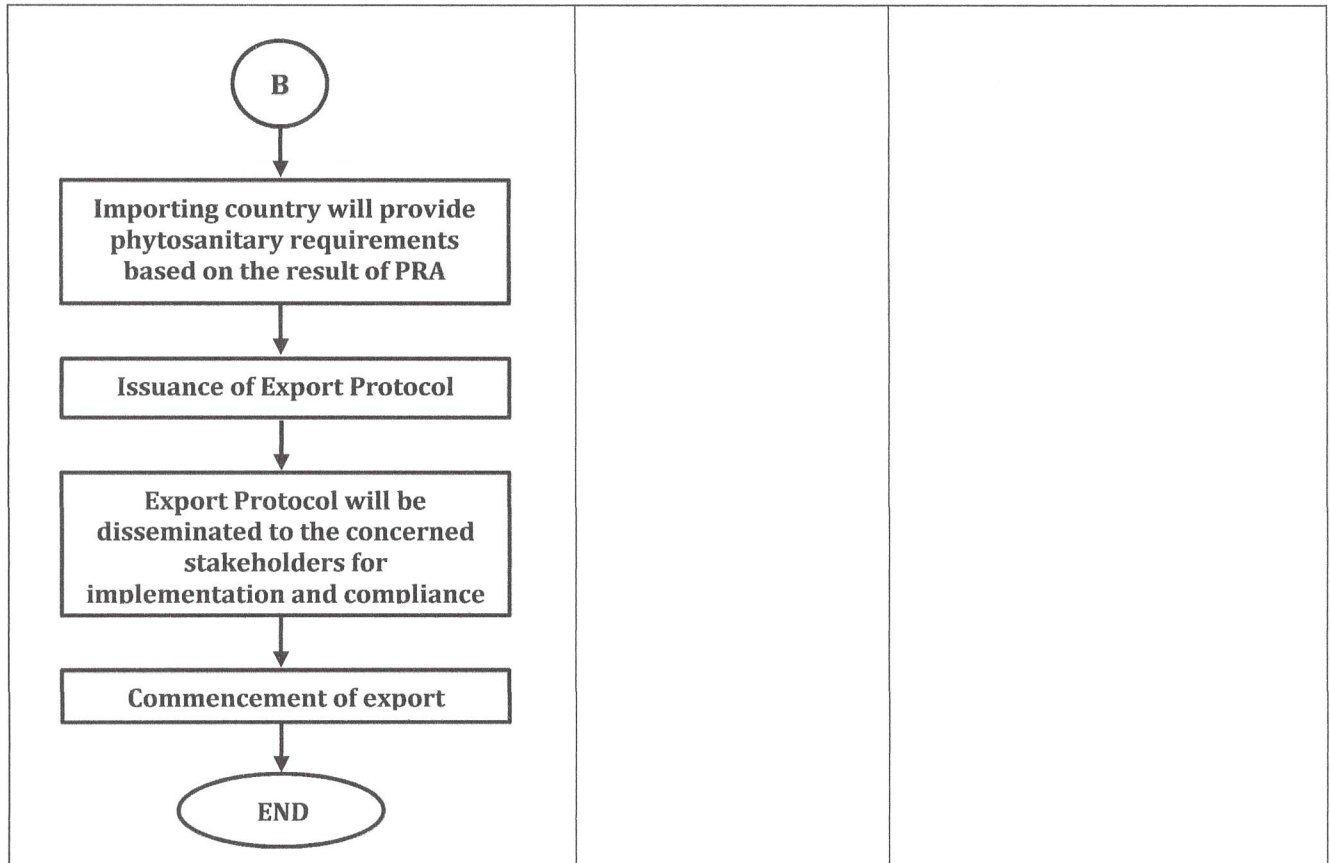 B
Importing country will provide
phytosanitary requirements
based on the result of PRA
Issuance of Export Protocol
Export Protocol will be
disseminated to the concerned
stakeholders for
implementation and compliance
Commencement of export
END